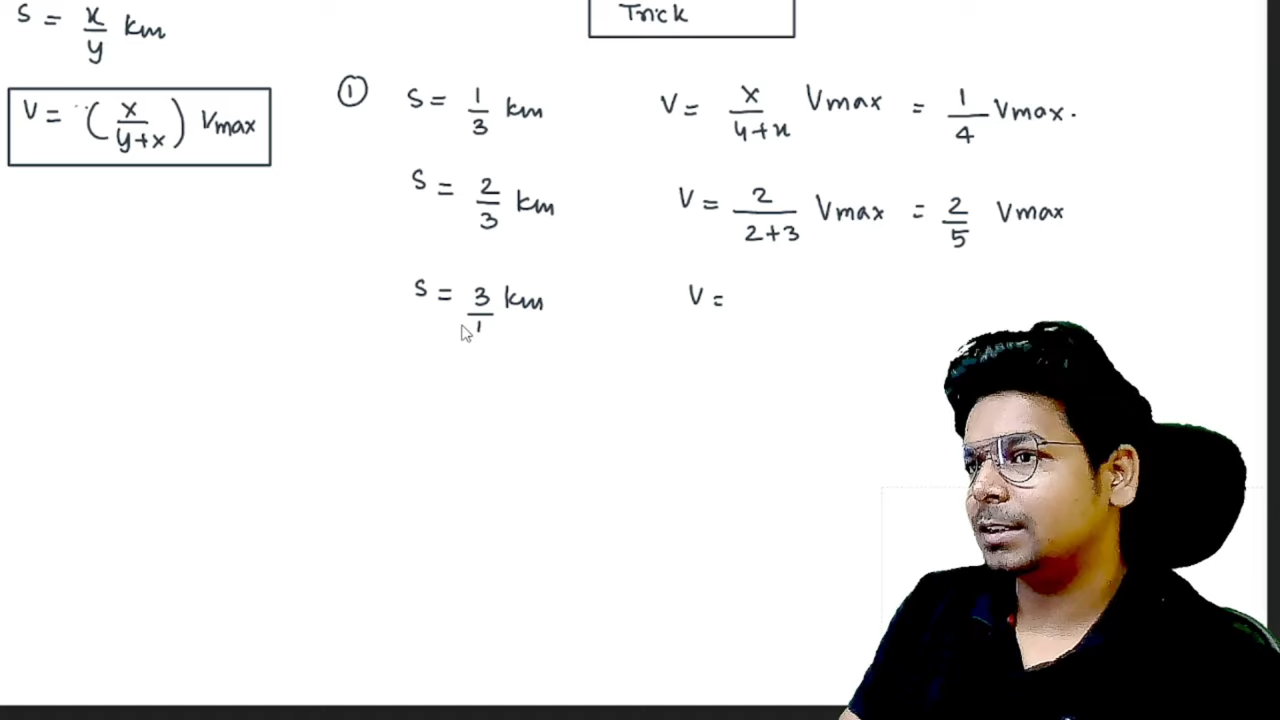 S = x/y km
Trick
V = (x/(y+x)) Vmax
① S = 1/3 km V = x/(y+x) Vmax = 1/4 Vmax.
S = 2/3 km V = 2/(2+3) Vmax = 2/5 Vmax
S = 3/1 km V =